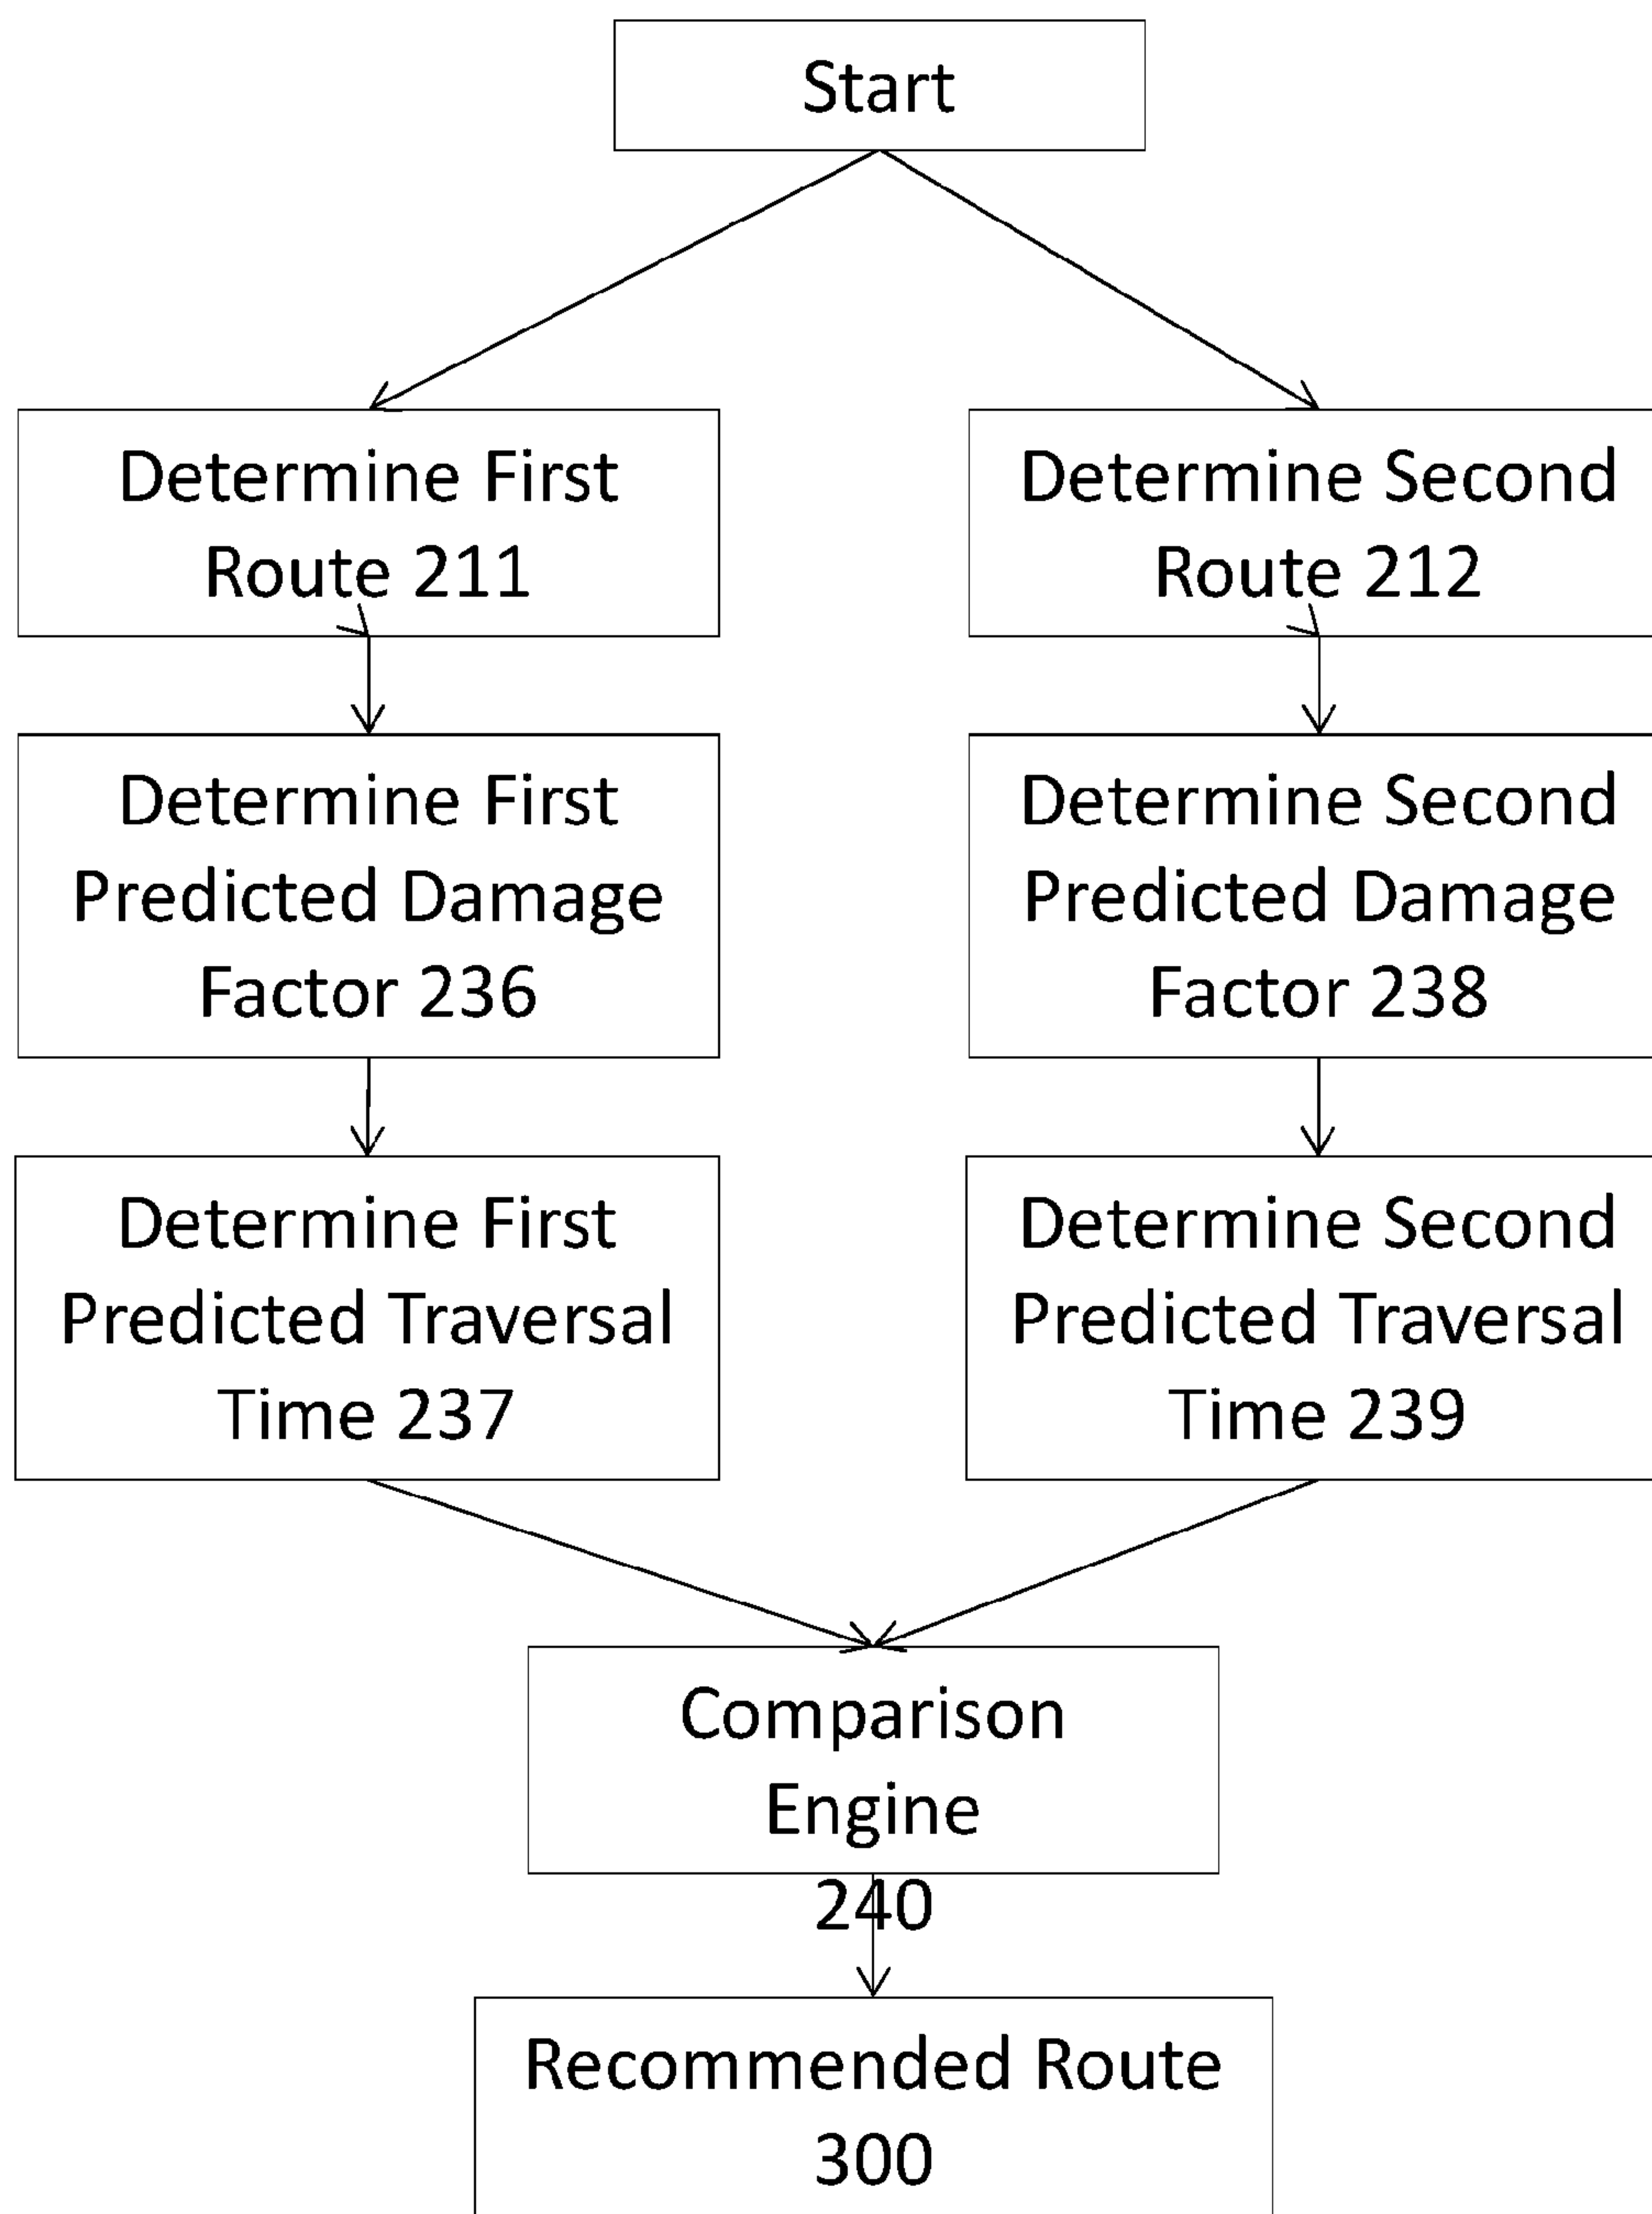 Start
Determine First
Route 211
Determine Second
Route 212
Determine First
Predicted Damage
Factor 236
Determine Second
Predicted Damage
Factor 238
Determine First
Predicted Traversal
Time 237
Determine Second
Predicted Traversal
Time 239
Comparison
Engine
240
Recommended Route
300